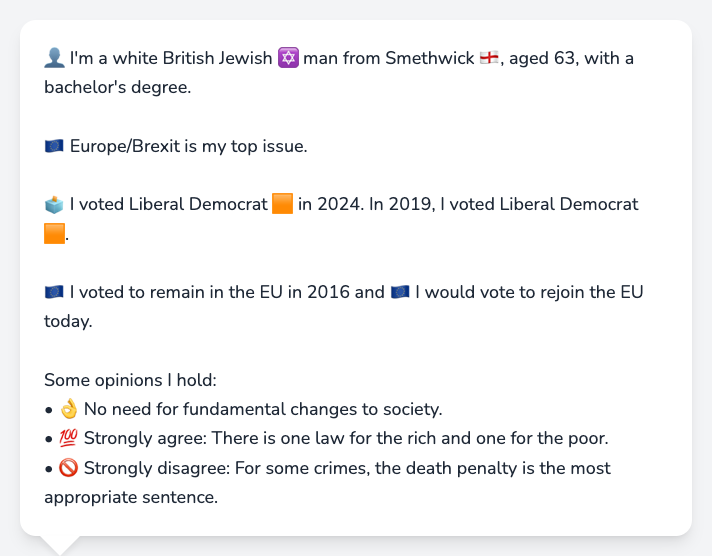 👤 I'm a white British Jewish ✡️ man from Smethwick 🏴󠁧󠁢󠁥󠁮󠁧󠁿, aged 63, with a
bachelor's degree.
🇪🇺 Europe/Brexit is my top issue.
🗳️ I voted Liberal Democrat 🟧 in 2024. In 2019, I voted Liberal Democrat
🟧.
🇪🇺 I voted to remain in the EU in 2016 and 🇪🇺 I would vote to rejoin the EU
today.
Some opinions I hold:
• 👌 No need for fundamental changes to society.
• 💯 Strongly agree: There is one law for the rich and one for the poor.
• 🚫 Strongly disagree: For some crimes, the death penalty is the most
appropriate sentence.